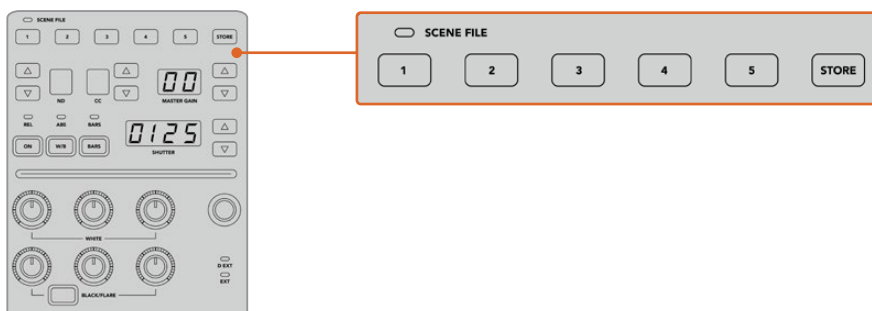 SCENE FILE
1 2 3 4 5 STORE
ND CC 00 MASTER GAIN
REL ABS BARS
ON W/B BARS
0125
SHUTTER
WHITE
D EXT
EXT
BLACK/FLARE
SCENE FILE
1 2 3 4 5 STORE